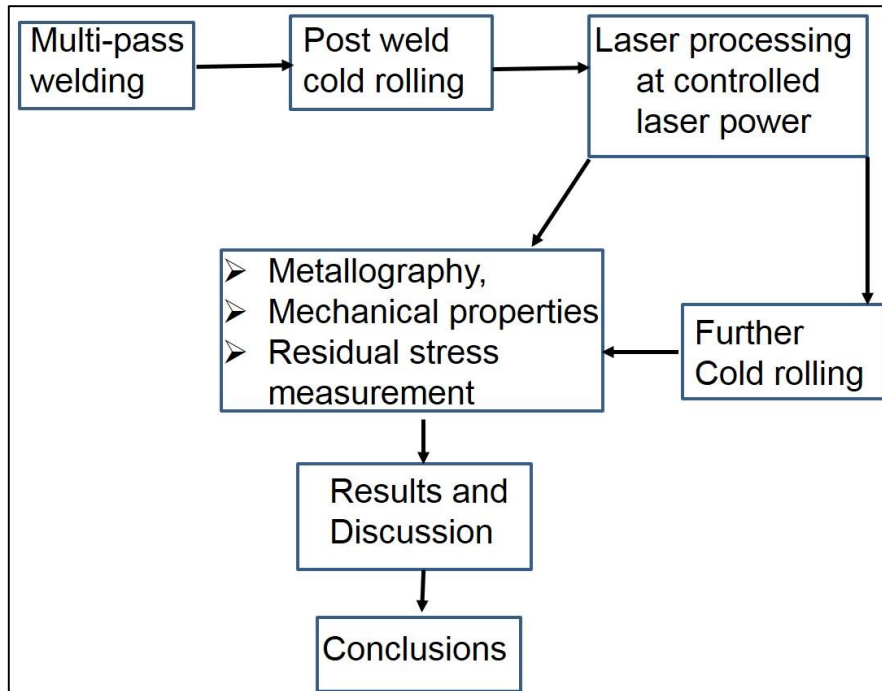 Multi-pass
welding
Post weld
cold rolling
Laser processing
at controlled
laser power
➢ Metallography,
➢ Mechanical properties
➢ Residual stress
measurement
Further
Cold rolling
Results and
Discussion
Conclusions